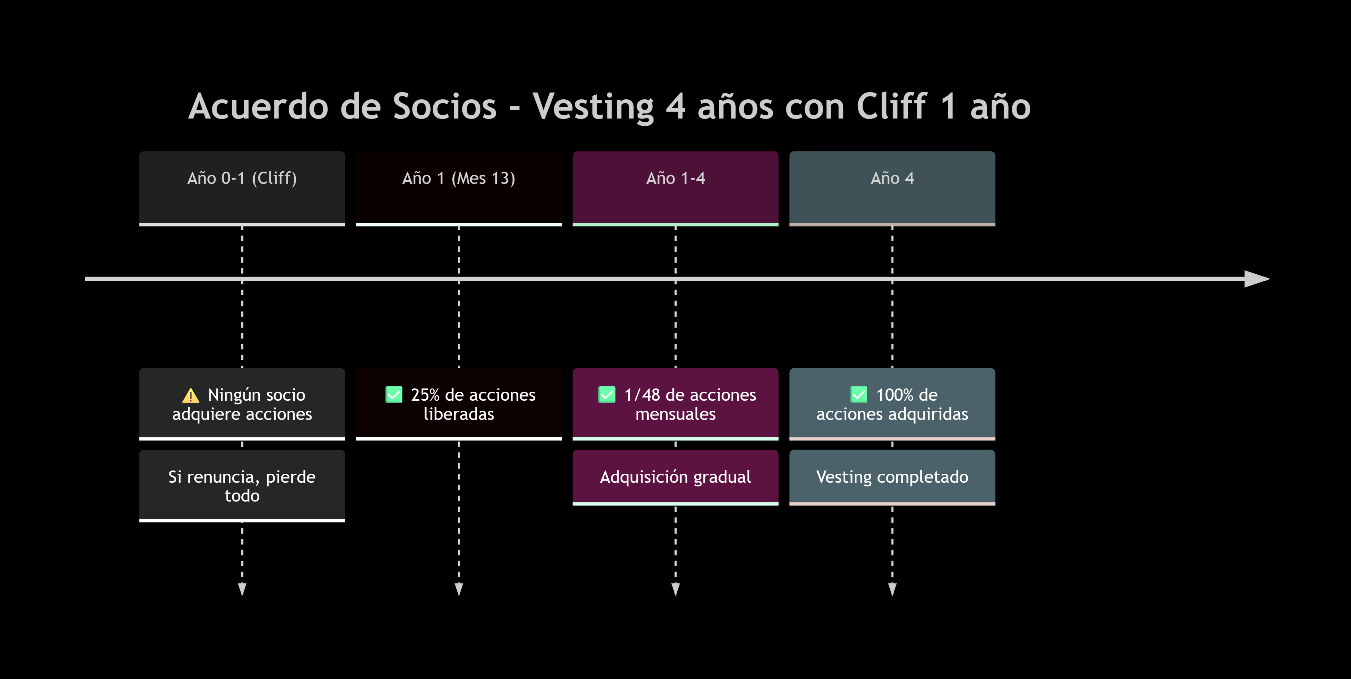 Acuerdo de Socios - Vesting 4 años con Cliff 1 año
Año 0-1 (Cliff)
Año 1 (Mes 13)
Año 1-4
Año 4
⚠️ Ningún socio
adquiere acciones
✅ 25% de acciones
liberadas
✅ 1/48 de acciones
mensuales
✅ 100% de
acciones adquiridas
Si renuncia, pierde
todo
Adquisición gradual
Vesting completado